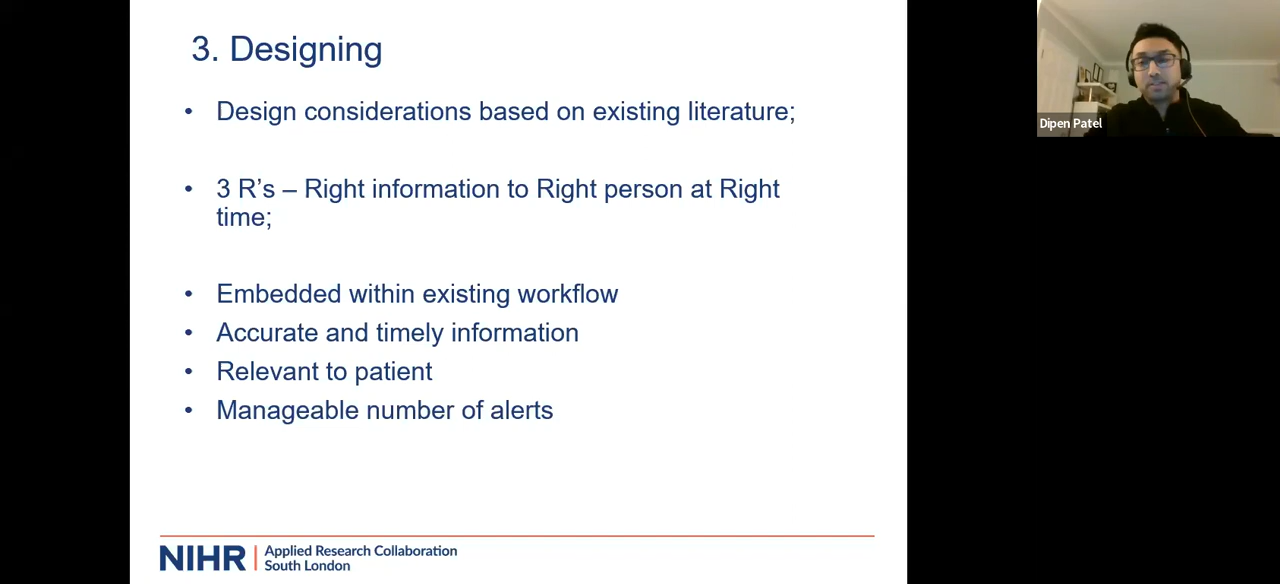 3. Designing
• Design considerations based on existing literature;
• 3 R’s – Right information to Right person at Right
time;
• Embedded within existing workflow
• Accurate and timely information
• Relevant to patient
• Manageable number of alerts
NIHR | Applied Research Collaboration
South London
Dipen Patel